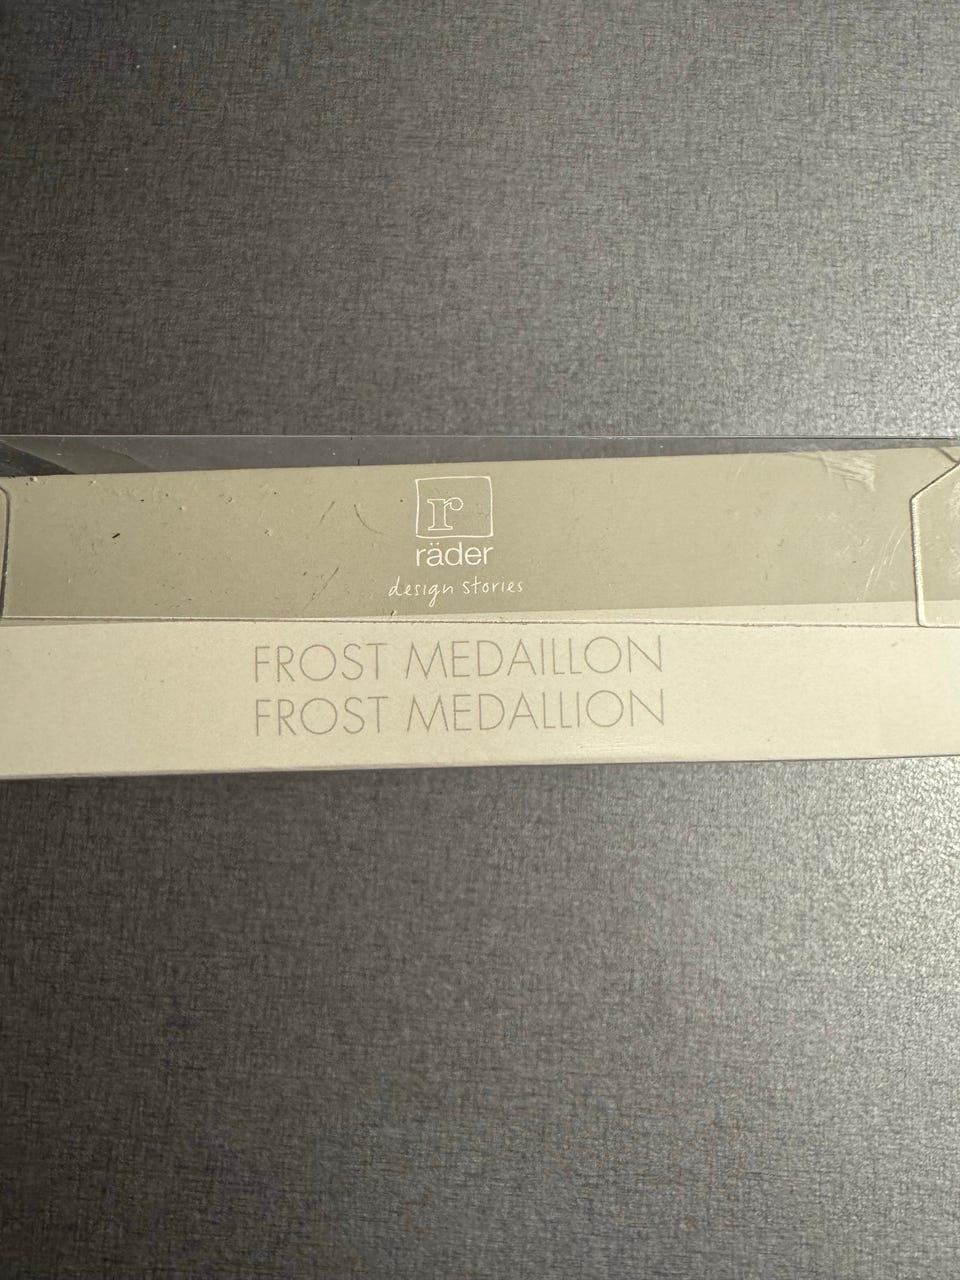 r
räder
design stories
FROST MEDAILLON
FROST MEDALLION